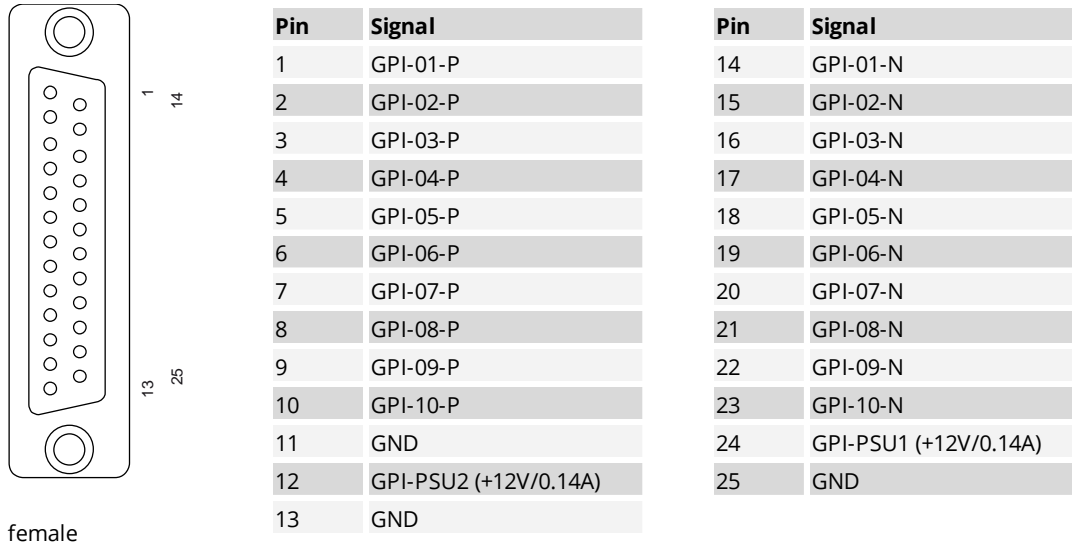 1
14
13
25
female
Pin Signal
1 GPI-01-P
2 GPI-02-P
3 GPI-03-P
4 GPI-04-P
5 GPI-05-P
6 GPI-06-P
7 GPI-07-P
8 GPI-08-P
9 GPI-09-P
10 GPI-10-P
11 GND
12 GPI-PSU2 (+12V/0.14A)
13 GND
Pin Signal
14 GPI-01-N
15 GPI-02-N
16 GPI-03-N
17 GPI-04-N
18 GPI-05-N
19 GPI-06-N
20 GPI-07-N
21 GPI-08-N
22 GPI-09-N
23 GPI-10-N
24 GPI-PSU1 (+12V/0.14A)
25 GND